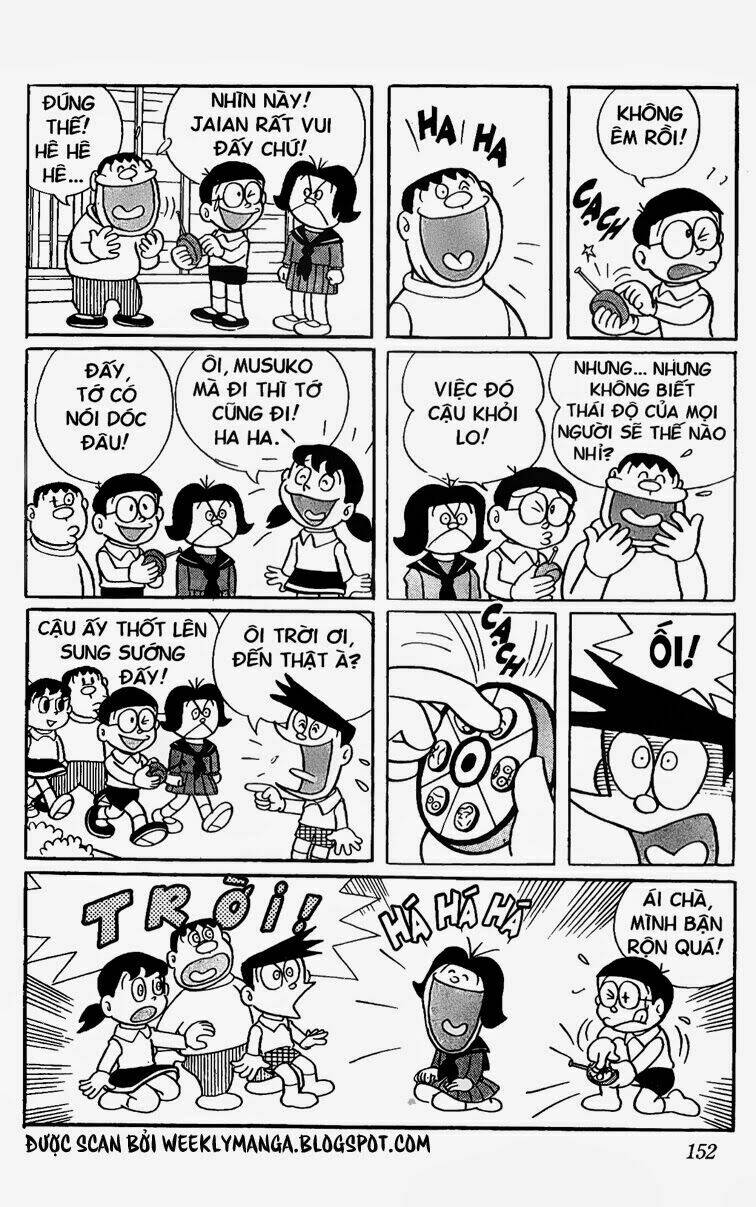 ĐÚNG
THẾ!
HÊ HÊ
HÊ...
NHÌN NÀY!
JAIAN RẤT VUI
ĐẤY CHỨ!
HA HA
KHÔNG
ÊM RỒI!
CẠCH
ĐẤY,
TỚ CÓ
NÓI DÓC
ĐÂU!
ÔI, MUSUKO
MÀ ĐI THÌ TỚ
CŨNG ĐI!
HA HA.
VIỆC ĐÓ
CẬU KHỎI
LO!
NHƯNG... NHƯNG
KHÔNG BIẾT
THÁI ĐỘ CỦA MỌI
NGƯỜI SẼ THẾ NÀO
NHỈ?
CẬU ẤY THỐT LÊN
SUNG SƯỚNG
ĐẤY!
ÔI TRỜI ƠI,
ĐẾN THẬT À?
CẠCH
ỐI!
TRỜI!
HÁ HÁ HÁ
ÁI CHÀ,
MÌNH BẬN
RỘN QUÁ!
ĐƯỢC SCAN BỞI WEEKLYMANGA.BLOGSPOT.COM
152